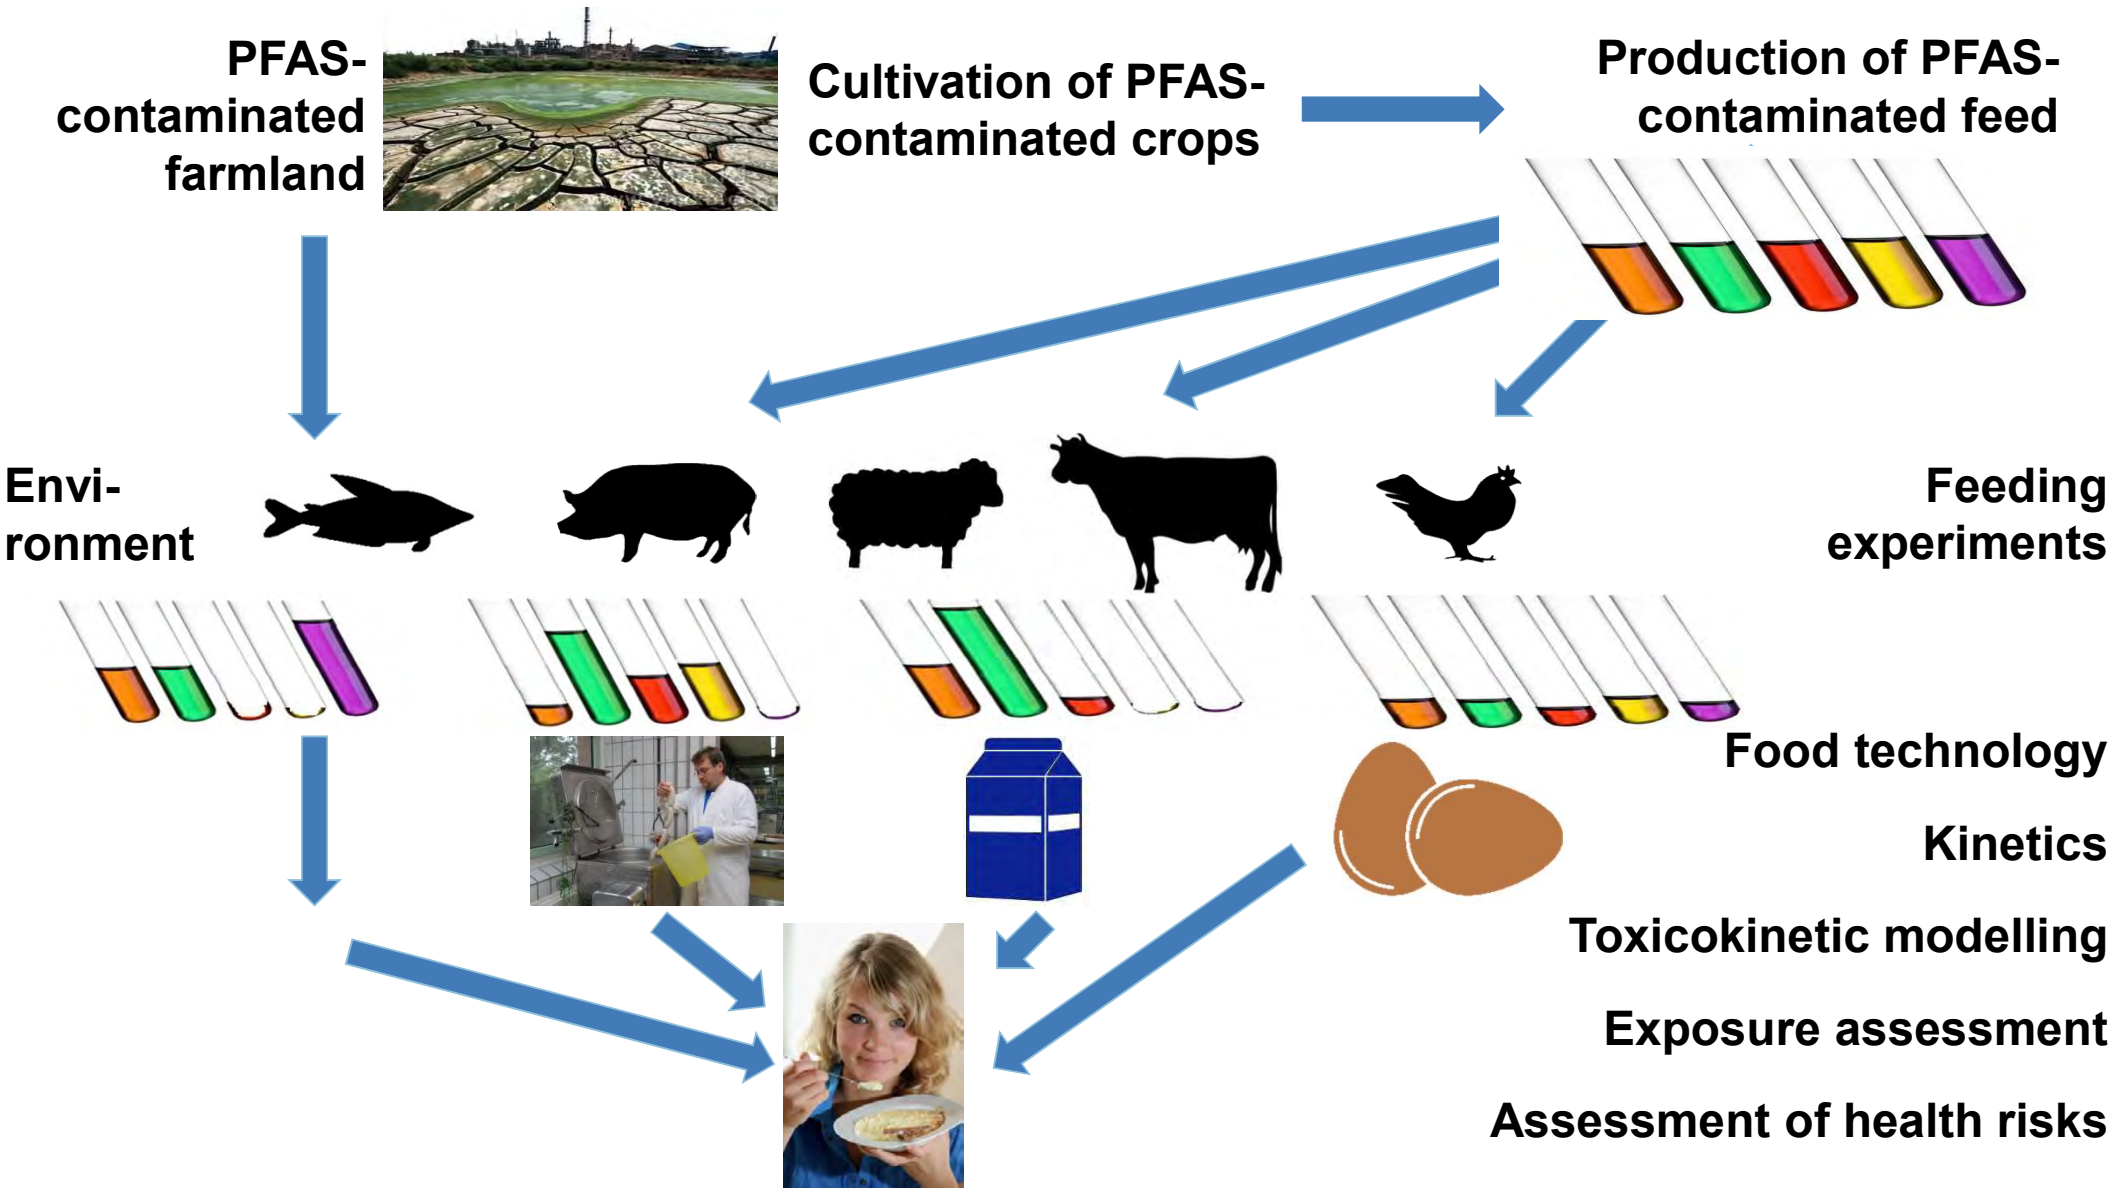 PFAS-
contaminated
farmland
Cultivation of PFAS-
contaminated crops
Production of PFAS-
contaminated feed
Envi-
ronment
Feeding
experiments
Food technology
Kinetics
Toxicokinetic modelling
Exposure assessment
Assessment of health risks